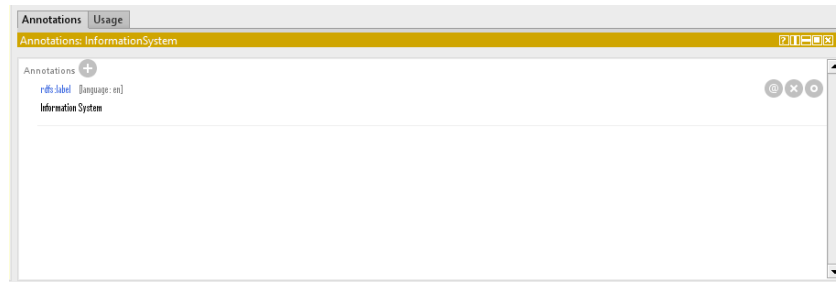 Annotations Usage
Annotations: InformationSystem
Annotations
rdfs:label [language: en]
Information System